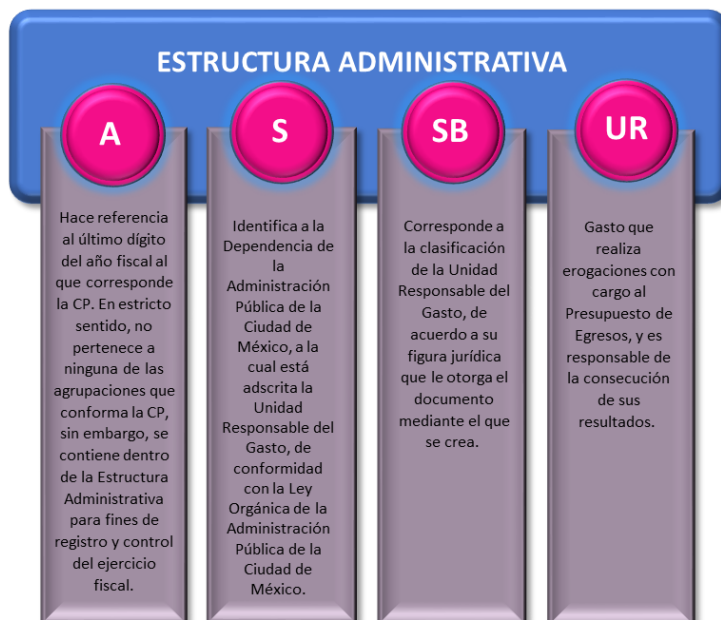 ESTRUCTURA ADMINISTRATIVA
A
Hace referencia
al último dígito
del año fiscal al
que corresponde
la CP. En estricto
sentido, no
pertenece a
ninguna de las
agrupaciones que
conforma la CP,
sin embargo, se
contiene dentro
de la Estructura
Administrativa
para fines de
registro y control
del ejercicio
fiscal.
S
Identifica a la
Dependencia de
la
Administración
Pública de la
Ciudad de
México, a la
cual está
adscrita la
Unidad
Responsable del
Gasto, de
conformidad
con la Ley
Orgánica de la
Administración
Pública de la
Ciudad de
México.
SB
Corresponde a
la clasificación
de la Unidad
Responsable del
Gasto, de
acuerdo a su
figura jurídica
que le otorga el
documento
mediante el que
se crea.
UR
Gasto que
realiza
erogaciones con
cargo al
Presupuesto de
Egresos, y es
responsable de
la consecución
de sus
resultados.